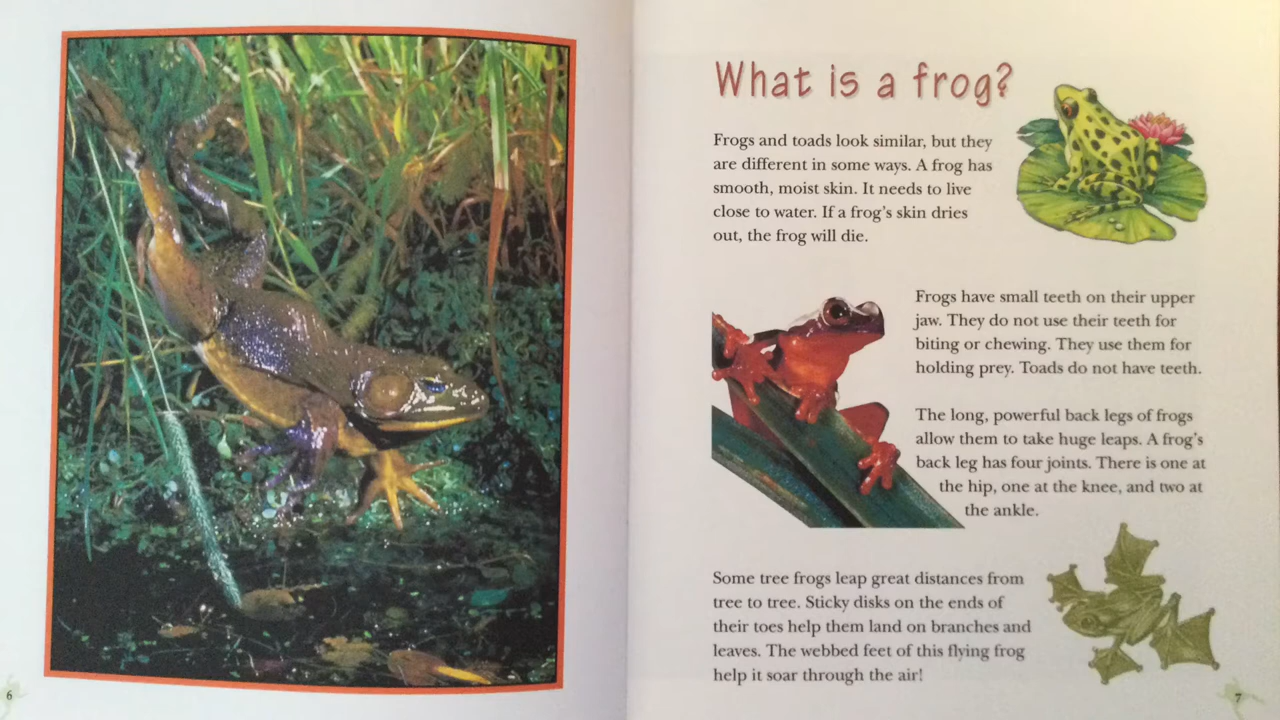 What is a frog?
Frogs and toads look similar, but they
are different in some ways. A frog has
smooth, moist skin. It needs to live
close to water. If a frog's skin dries
out, the frog will die.
Frogs have small teeth on their upper
jaw. They do not use their teeth for
biting or chewing. They use them for
holding prey. Toads do not have teeth.
The long, powerful back legs of frogs
allow them to take huge leaps. A frog's
back leg has four joints. There is one at
the hip, one at the knee, and two at
the ankle.
Some tree frogs leap great distances from
tree to tree. Sticky disks on the ends of
their toes help them land on branches and
leaves. The webbed feet of this flying frog
help it soar through the air!
6
7